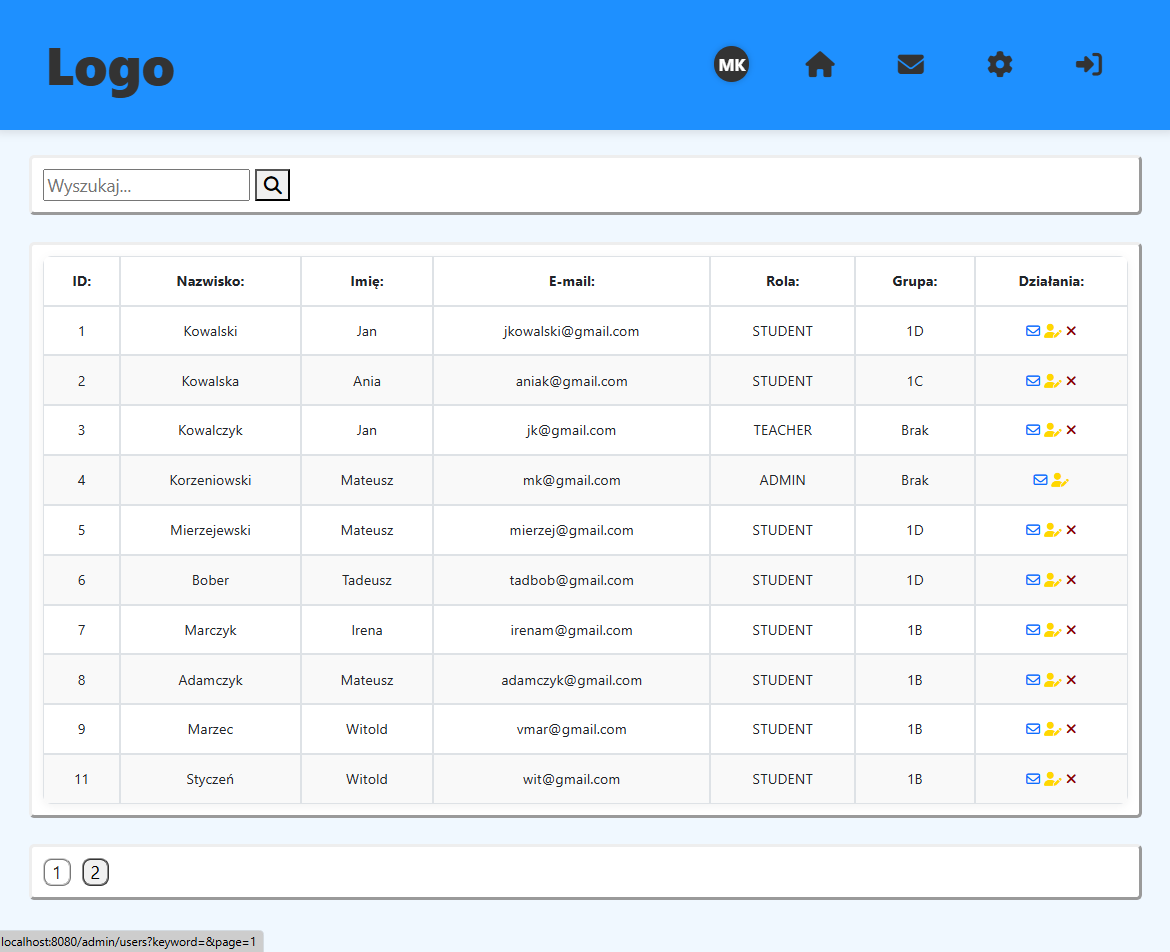 Logo MK
Wyszukaj...
ID: Nazwisko: Imię: E-mail: Rola: Grupa: Działania:
1 Kowalski Jan jkowalski@gmail.com STUDENT 1D
2 Kowalska Ania aniak@gmail.com STUDENT 1C
3 Kowalczyk Jan jk@gmail.com TEACHER Brak
4 Korzeniowski Mateusz mk@gmail.com ADMIN Brak
5 Mierzejewski Mateusz mierzej@gmail.com STUDENT 1D
6 Bober Tadeusz tadbob@gmail.com STUDENT 1D
7 Marczyk Irena irenam@gmail.com STUDENT 1B
8 Adamczyk Mateusz adamczyk@gmail.com STUDENT 1B
9 Marzec Witold vmar@gmail.com STUDENT 1B
11 Styczeń Witold wit@gmail.com STUDENT 1B
1 2
localhost:8080/admin/users?keyword=&page=1